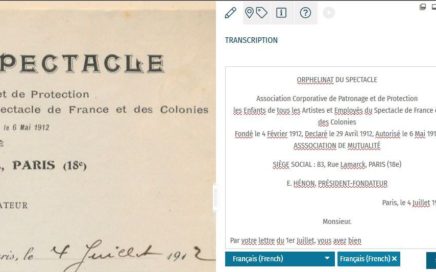 SPECTACLE
et de Protection
pectacle de France et des Colonies
le 6 Mai 1912
PARIS (18e)
ATEUR
ris, le 4 Juillet 1912
TRANSCRIPTION
ORPHELINAT DU SPECTACLE
Association Corporative de Patronage et de Protection
les Enfants de tous les Artistes et Employés du Spectacle de France e
des Colonies
Fondé le 4 Février 1912, Declaré le 29 Avril 1912, Autorisé le 6 Mai
ASSSOCIATION DE MUTUALITÉ
SIÈGE SOCIAL : 83, Rue Lamarck, PARIS (18e)
E. HÉNON, PRÉSIDENT-FONDATEUR
Paris, le 4 Juillet 1
Monsieur.
Par votre lettre du 1er Juillet, vous avez bien
Français (French)
Français (French) ×